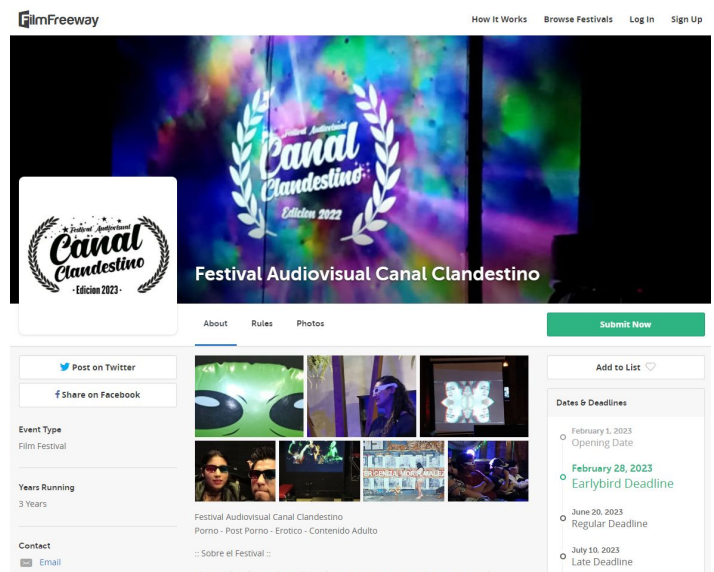 FilmFreeway
How It Works Browse Festivals Log In Sign Up
Festival Audiovisual
Canal
Clandestino
Edicion 2022
Festival Audiovisual
Canal
Clandestino
· Edicion 2023 ·
Festival Audiovisual Canal Clandestino
About Rules Photos
Submit Now
Post on Twitter
Share on Facebook
Event Type
Film Festival
Years Running
3 Years
Contact
Email
Festival Audiovisual Canal Clandestino
Porno - Post Porno - Erotico - Contenido Adulto
:: Sobre el Festival ::
Add to List
Dates & Deadlines
February 1, 2023
Opening Date
February 28, 2023
Earlybird Deadline
June 20, 2023
Regular Deadline
July 10, 2023
Late Deadline